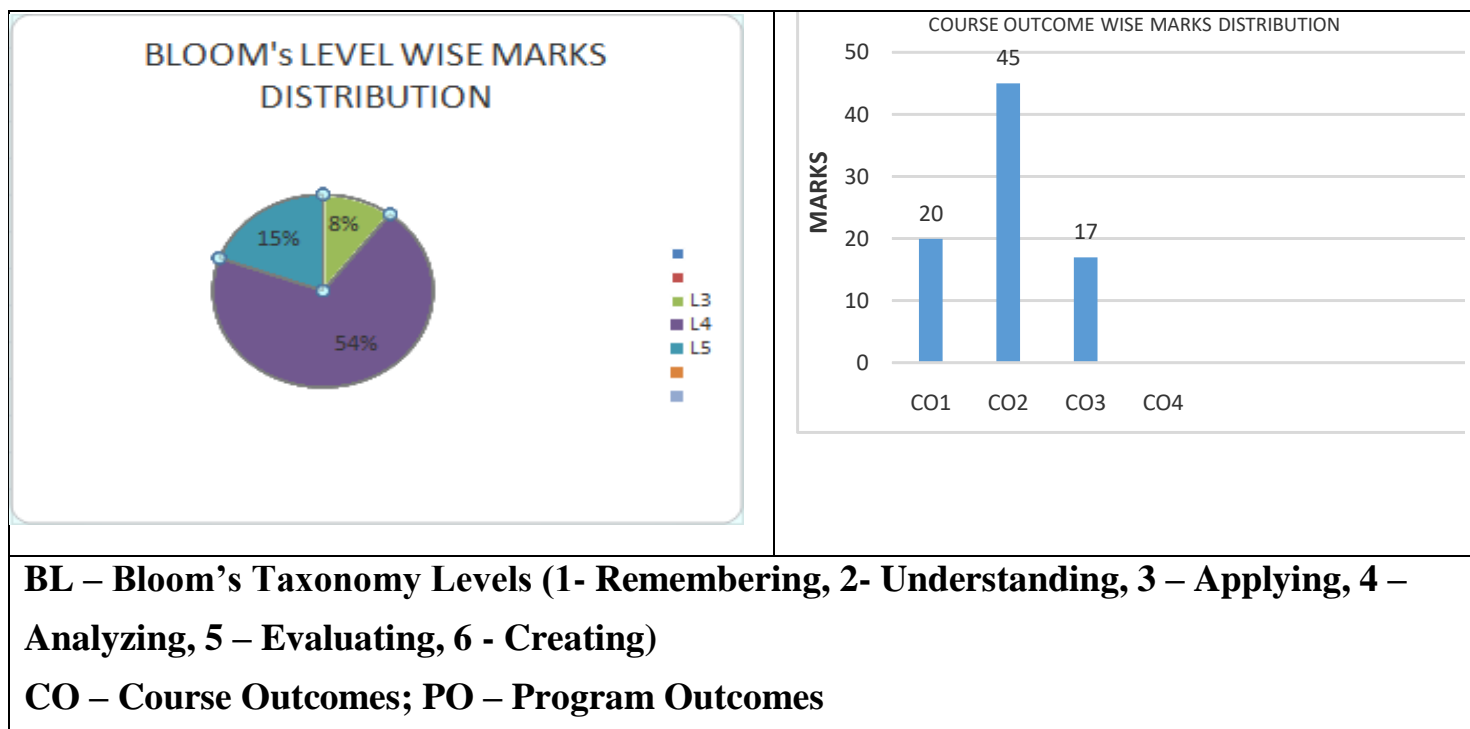 BLOOM's LEVEL WISE MARKS
DISTRIBUTION
8%
15%
54%
L3
L4
L5
COURSE OUTCOME WISE MARKS DISTRIBUTION
MARKS
50
40
30
20
10
0
20
45
17
CO1 CO2 CO3 CO4
BL – Bloom’s Taxonomy Levels (1- Remembering, 2- Understanding, 3 – Applying, 4 –
Analyzing, 5 – Evaluating, 6 - Creating)
CO – Course Outcomes; PO – Program Outcomes